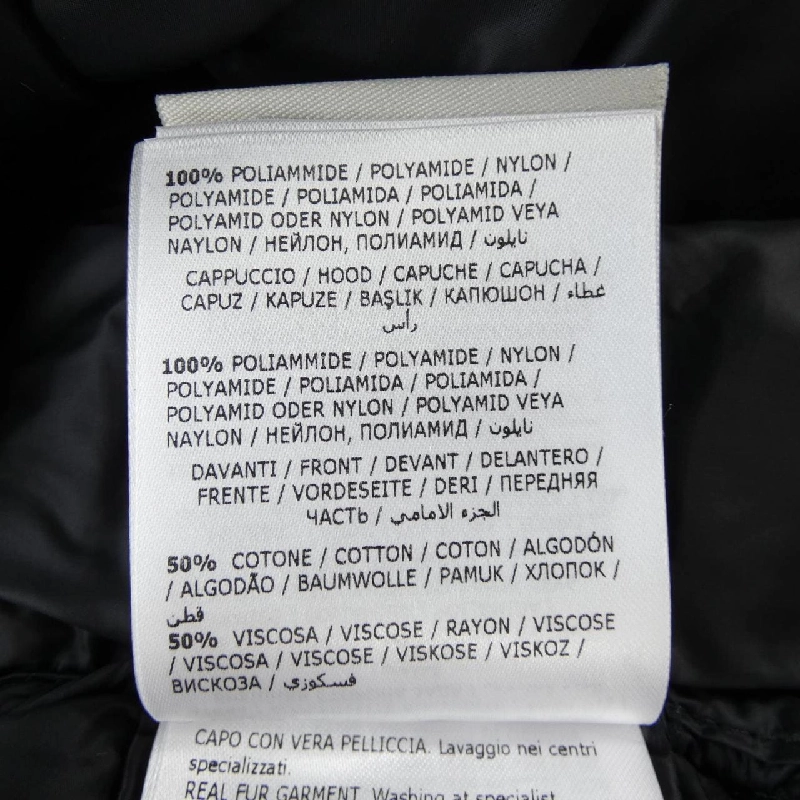 100% POLIAMMIDE / POLYAMIDE / NYLON /
POLYAMIDE / POLIAMIDA / POLIAMIDA /
POLYAMID ODER NYLON / POLYAMID VEYA
NAYLON / НЕЙЛОН, ПОЛИАМИД / نايلون
CAPPUCCIO / HOOD / CAPUCHE / CAPUCHA /
CAPUZ / KAPUZE / BAŞLIK / КАПЮШОН / غطاء
رأس
100% POLIAMMIDE / POLYAMIDE / NYLON /
POLYAMIDE / POLIAMIDA / POLIAMIDA /
POLYAMID ODER NYLON / POLYAMID VEYA
NAYLON / НЕЙЛОН, ПОЛИАМИД / نايلون
DAVANTI / FRONT / DEVANT / DELANTERO /
FRENTE / VORDESEITE / DERI / ПЕРЕДНЯЯ
ЧАСТЬ / الجزء الامامي
50% COTONE / COTTON / COTON / ALGODÓN
/ ALGODÃO / BAUMWOLLE / PAMUK / ХЛОПОК /
قطن
50% VISCOSA / VISCOSE / RAYON / VISCOSE
/ VISCOSA / VISCOSE / VISKOSE / VISKOZ /
ВИСКОЗА / فسكوزي
CAPO CON VERA PELLICCIA. Lavaggio nei centri
specializzati.
REAL FUR GARMENT. Washing at specialist